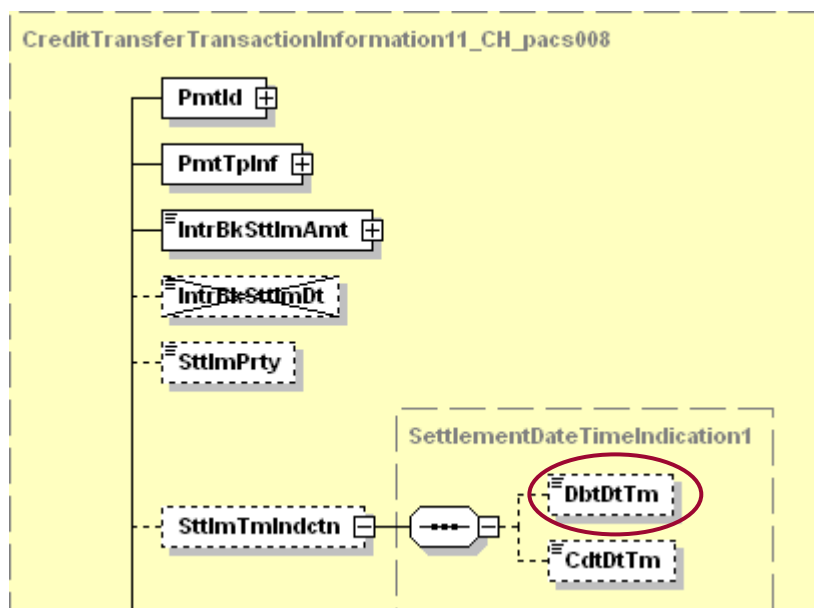 CreditTransferTransactionInformation11_CH_pacs008
PmtId
PmtTpInf
IntrBkSttlmAmt
IntrBkSttlmDt
SttlmPrty
SettlementDateTimeIndication1
DbtDtTm
SttlmTmIndctn
CdtDtTm